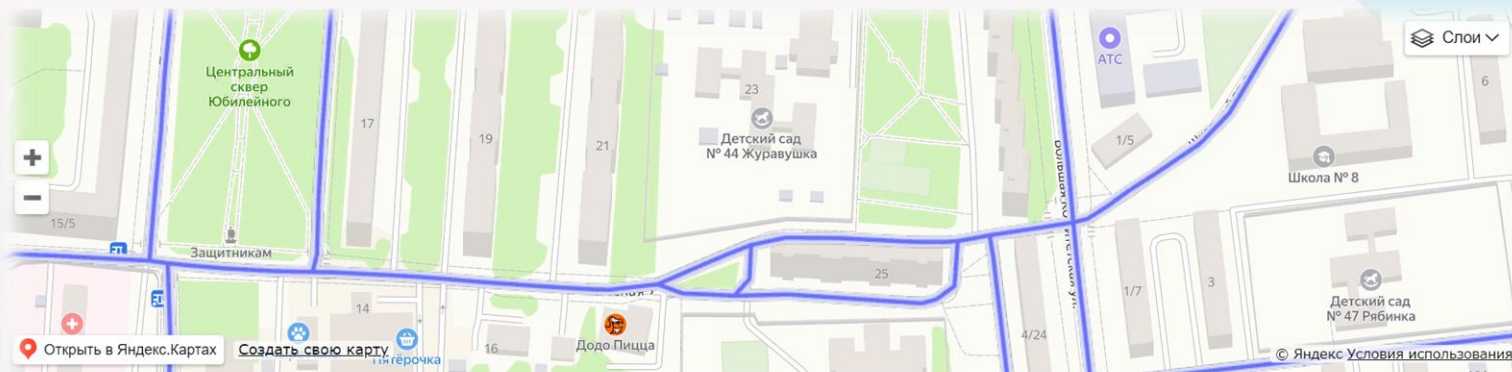 Слои
АТС
Центральный
сквер
Юбилейного
6
23
17
19
21
1/5
Детский сад
№ 44 Журавушка
+
−
Школа № 8
15/5
Защитникам
25
3
1/7
Детский сад
№ 47 Рябинка
14
16
Додо Пицца
4/24
Открыть в Яндекс.Картах
Создать свою карту
Пятёрочка
© Яндекс Условия использования